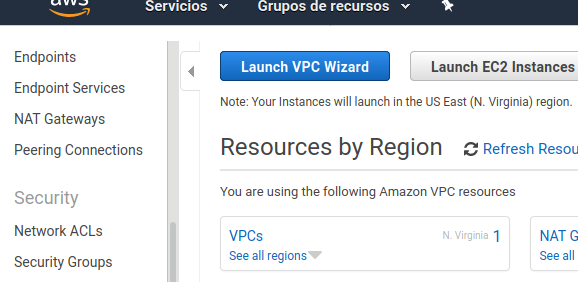 aws
Servicios
Grupos de recursos
Endpoints
Endpoint Services
NAT Gateways
Peering Connections
Security
Network ACLs
Security Groups
Launch VPC Wizard
Launch EC2 Instances
Note: Your Instances will launch in the US East (N. Virginia) region.
Resources by Region
Refresh Resou
You are using the following Amazon VPC resources
VPCs
N. Virginia 1
See all regions
NAT G
See all